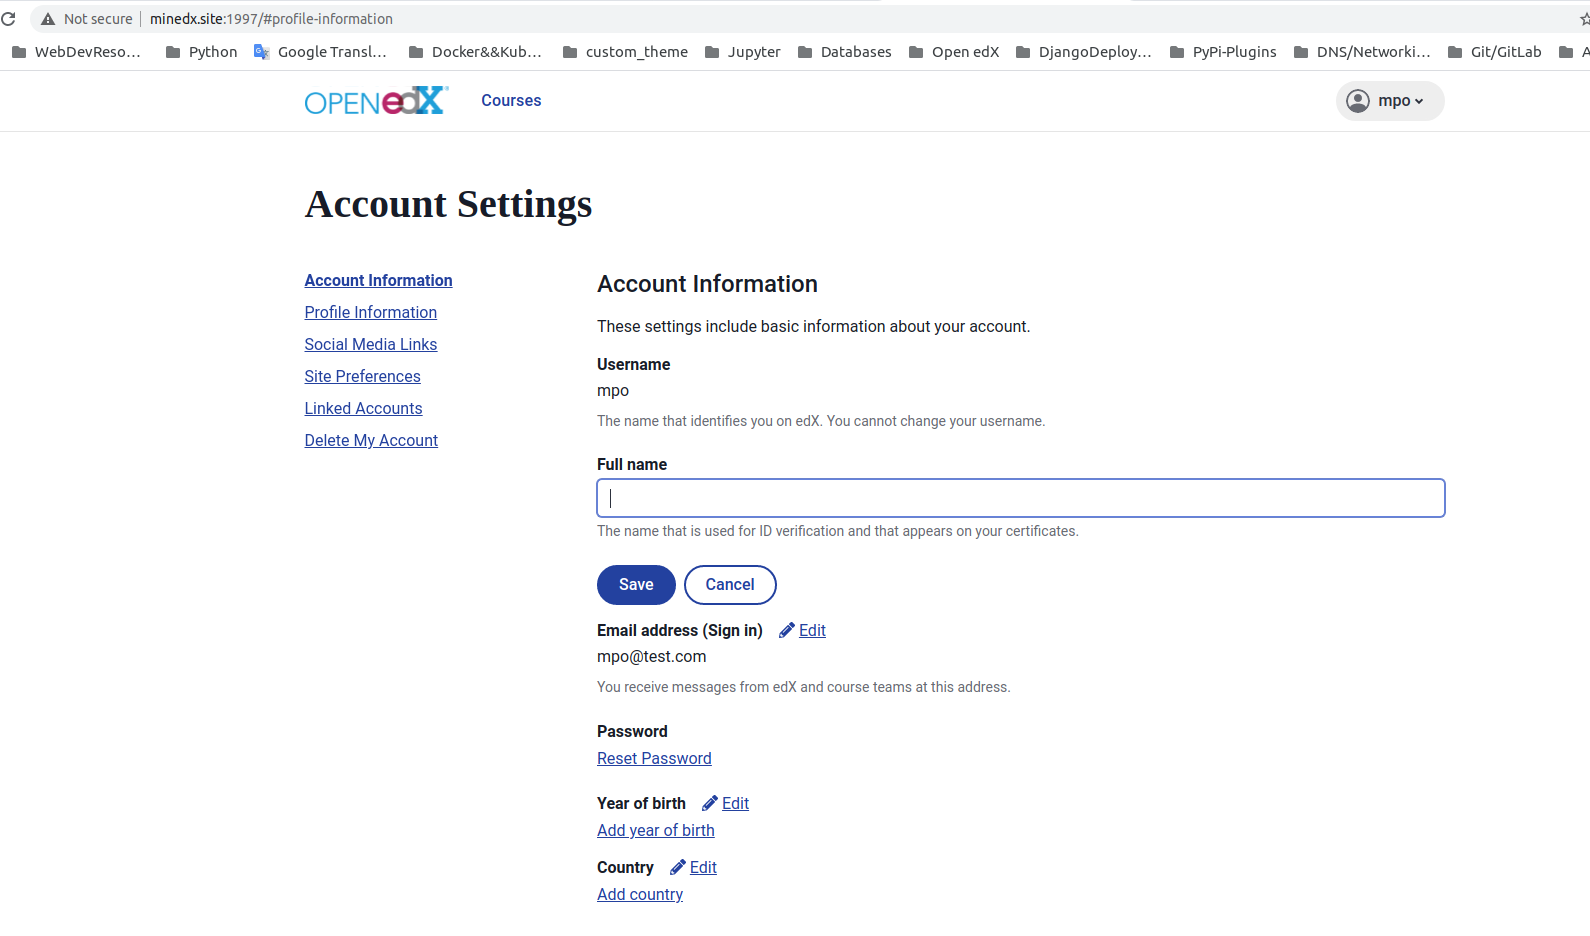 Not secure | minedx.site:1997/#profile-information
WebDevReso... Python Google Transl... Docker&&Kub... custom_theme Jupyter Databases Open edX DjangoDeploy... PyPi-Plugins DNS/Networki... Git/GitLab A
OPEN edX Courses mpo
Account Settings
Account Information
Profile Information
Social Media Links
Site Preferences
Linked Accounts
Delete My Account
Account Information
These settings include basic information about your account.
Username
mpo
The name that identifies you on edX. You cannot change your username.
Full name
The name that is used for ID verification and that appears on your certificates.
Save Cancel
Email address (Sign in) Edit
mpo@test.com
You receive messages from edX and course teams at this address.
Password
Reset Password
Year of birth Edit
Add year of birth
Country Edit
Add country